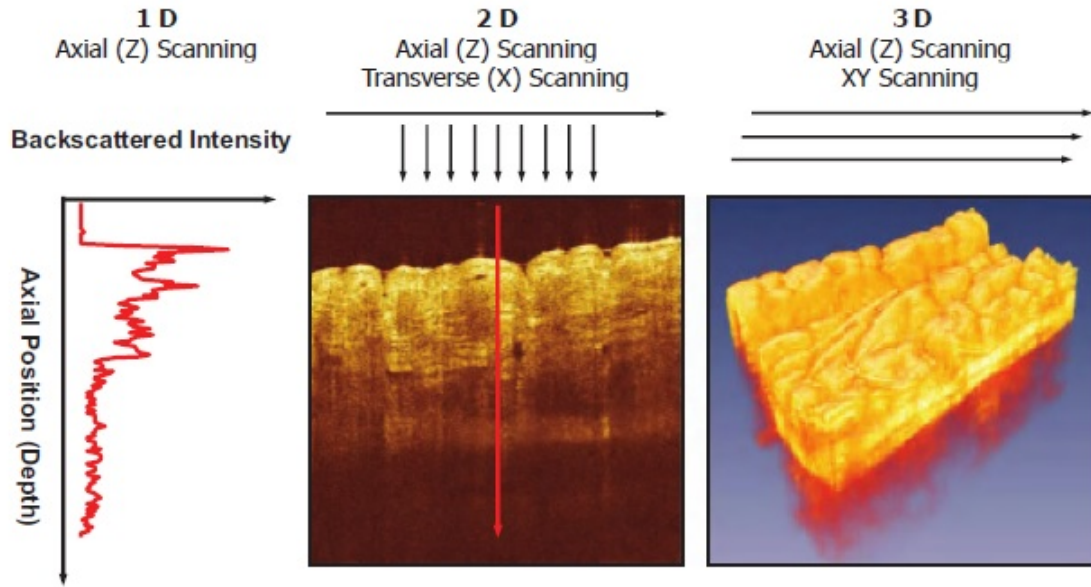 1 D
Axial (Z) Scanning
2 D
Axial (Z) Scanning
Transverse (X) Scanning
3 D
Axial (Z) Scanning
XY Scanning
Backscattered Intensity
Axial Position (Depth)